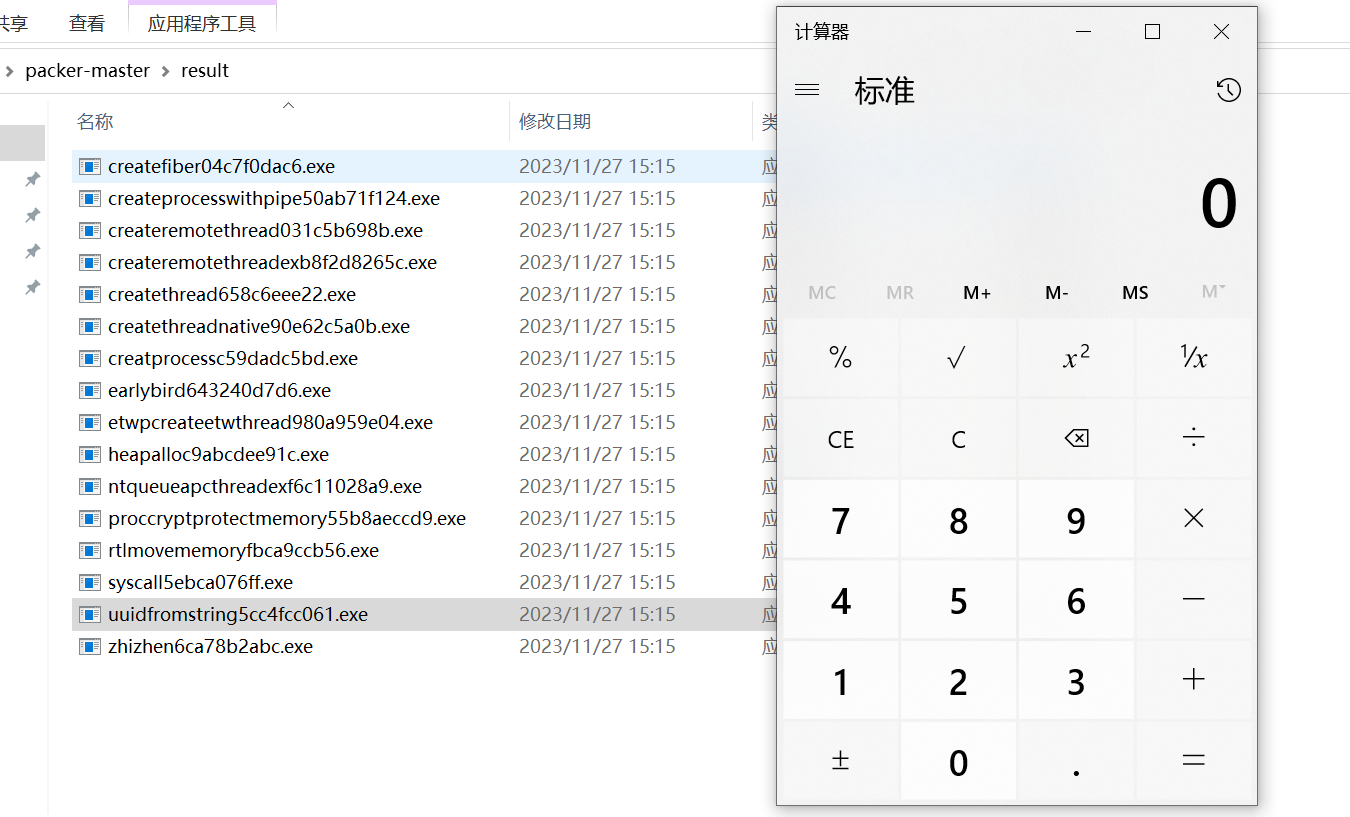 共享 查看 应用程序工具
packer-master result
名称 修改日期 类
createfiber04c7f0dac6.exe 2023/11/27 15:15 应
createprocesswithpipe50ab71f124.exe 2023/11/27 15:15 应
createremotethread031c5b698b.exe 2023/11/27 15:15 应
createremotethreadexb8f2d8265c.exe 2023/11/27 15:15 应
createthread658c6eee22.exe 2023/11/27 15:15 应
createthreadnative90e62c5a0b.exe 2023/11/27 15:15 应
creatprocessc59dadc5bd.exe 2023/11/27 15:15 应
earlybird643240d7d6.exe 2023/11/27 15:15 应
etwpcreateetwthread980a959e04.exe 2023/11/27 15:15 应
heapalloc9abcdee91c.exe 2023/11/27 15:15 应
ntqueueapcthreadexf6c11028a9.exe 2023/11/27 15:15 应
proccryptprotectmemory55b8aeccd9.exe 2023/11/27 15:15 应
rtlmovememoryfbca9ccb56.exe 2023/11/27 15:15 应
syscall5ebca076ff.exe 2023/11/27 15:15 应
uuidfromstring5cc4fcc061.exe 2023/11/27 15:15 应
zhizhen6ca78b2abc.exe 2023/11/27 15:15 应
计算器
标准
0
MC MR M+ M- MS M˅
% √ x² ¹/x
CE C ÷
7 8 9 ×
4 5 6 −
1 2 3 +
± 0 . =